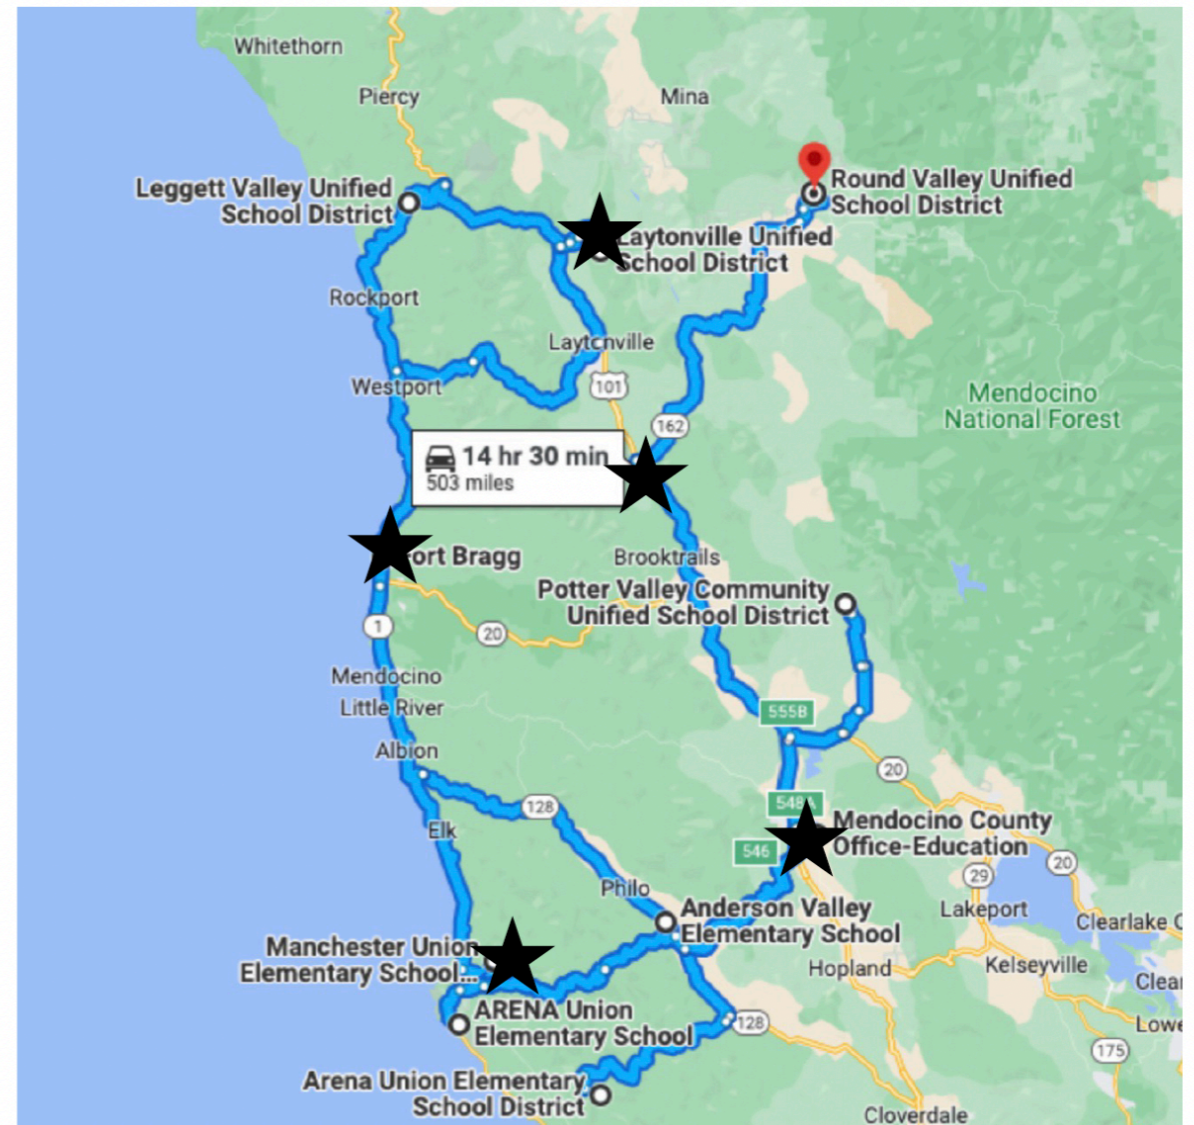 Whitethorn
Piercy
Mina
Leggett Valley Unified
School District
Round Valley Unified
School District
Laytonville Unified
School District
Rockport
Laytonville
Westport
101
162
Mendocino
National Forest
14 hr 30 min
503 miles
ort Bragg
Brooktrails
Potter Valley Community
Unified School District
1
20
Mendocino
Little River
Albion
555B
20
128
548A
Elk
546
Mendocino County
Office-Education
20
29
Philo
Lakeport
Anderson Valley
Elementary School
Clearlake
Manchester Union
Elementary School...
Hopland
Kelseyville
Clear
ARENA Union
Elementary School
128
Lowe
175
Arena Union Elementary
School District
Cloverdale